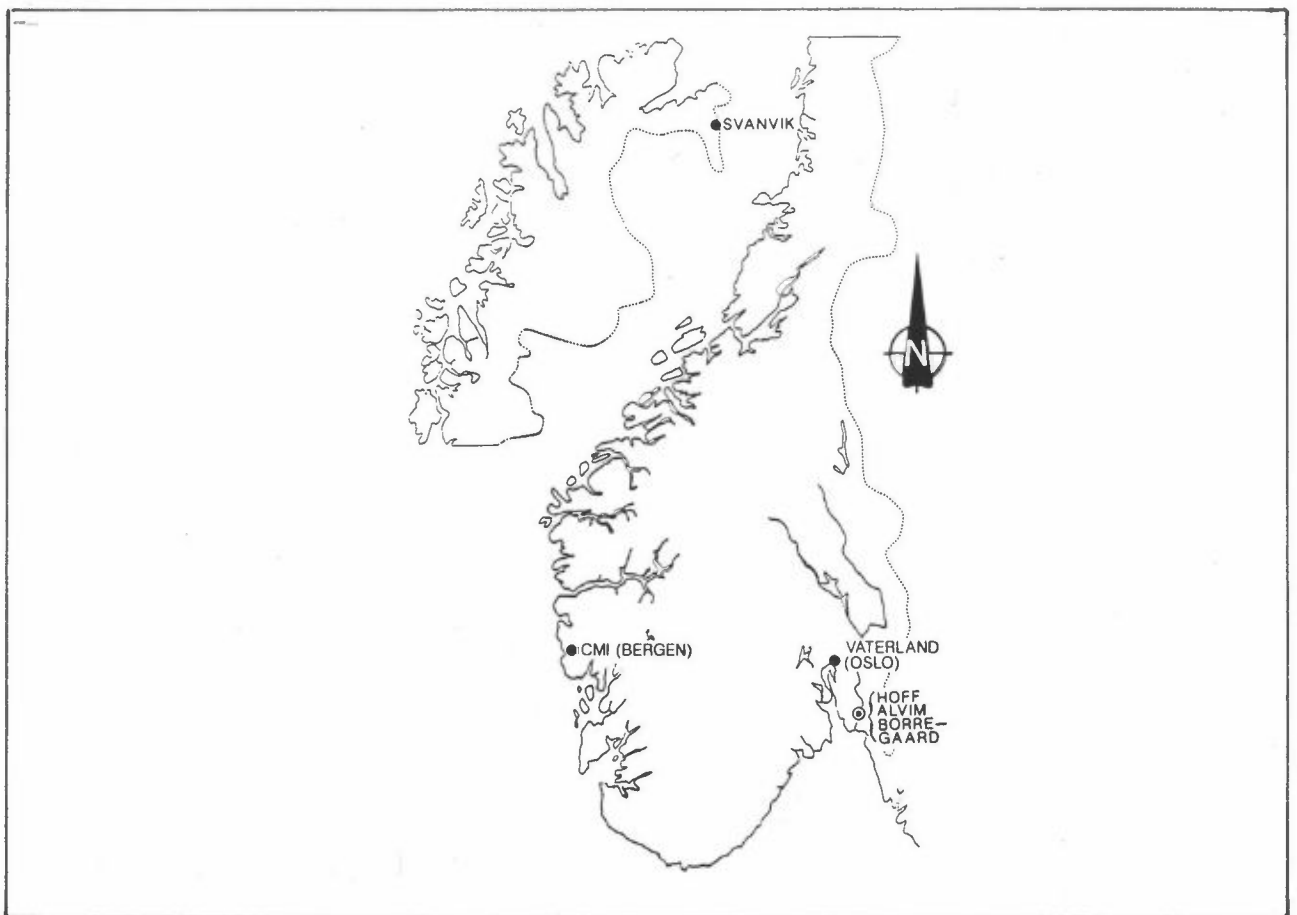 SVANVIK
N
CMI (BERGEN)
VATERLAND
(OSLO)
HOFF
ALVIM
BORRE-
GAARD